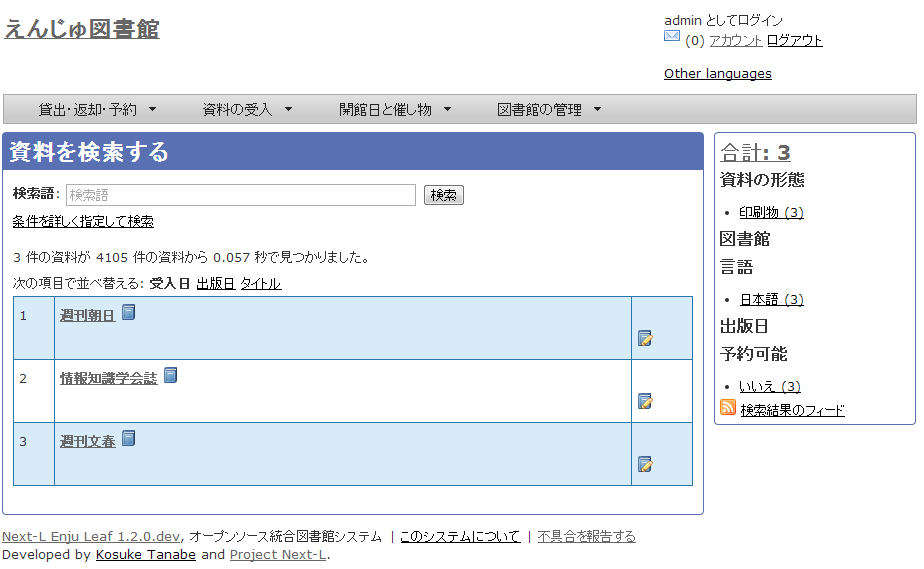 えんじゅ図書館
admin としてログイン
(0) アカウント ログアウト
Other languages
貸出・返却・予約 資料の受入 開館日と催し物 図書館の管理
資料を検索する
検索語: 検索語 検索
条件を詳しく指定して検索
3 件の資料が 4105 件の資料から 0.057 秒で見つかりました。
次の項目で並べ替える: 受入日 出版日 タイトル
1 週刊朝日
2 情報知識学会誌
3 週刊文春
合計: 3
資料の形態
• 印刷物 (3)
図書館
言語
• 日本語 (3)
出版日
予約可能
• いいえ (3)
検索結果のフィード
Next-L Enju Leaf 1.2.0.dev, オープンソース統合図書館システム | このシステムについて | 不具合を報告する
Developed by Kosuke Tanabe and Project Next-L.